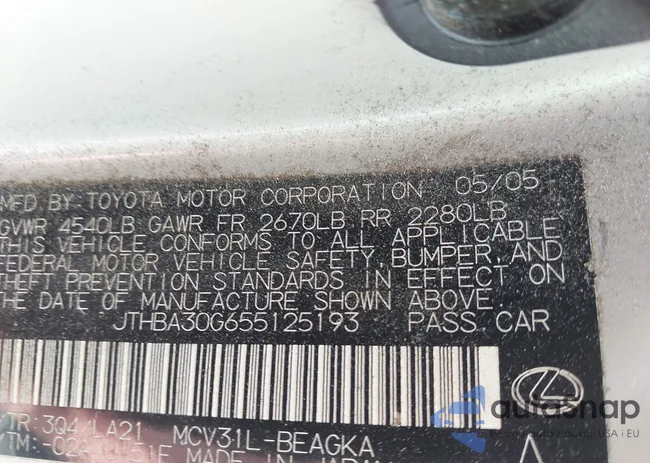 MFD BY TOYOTA MOTOR CORPORATION 05/05
GVWR 4540LB GAWR FR 2670LB RR 2280LB
THIS VEHICLE CONFORMS TO ALL APPLICABLE
FEDERAL MOTOR VEHICLE SAFETY, BUMPER, AND
THEFT PREVENTION STANDARDS IN EFFECT ON
THE DATE OF MANUFACTURE SHOWN ABOVE.
JTHBA30G655125193 PASS.CAR
TR:3Q4 LA21 MCV31L-BEAGKA
MADE IN JAPAN
autosnap